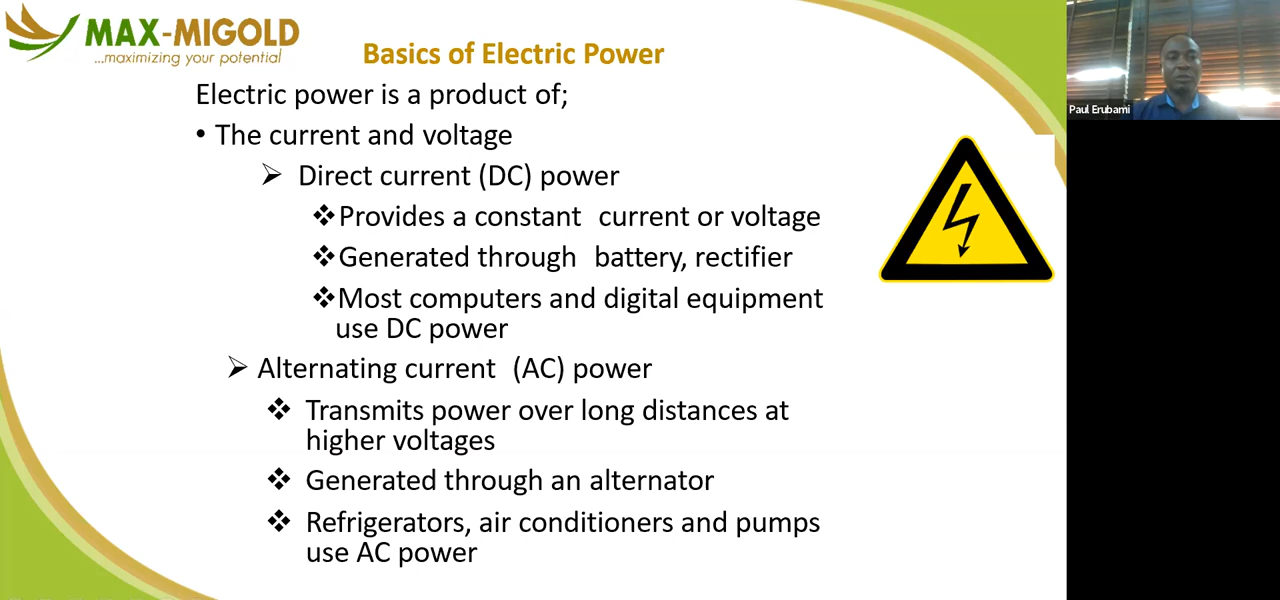 MAX-MIGOLD
...maximizing your potential
Basics of Electric Power
Electric power is a product of;
• The current and voltage
➢ Direct current (DC) power
❖Provides a constant current or voltage
❖Generated through battery, rectifier
❖Most computers and digital equipment
use DC power
➢ Alternating current (AC) power
❖ Transmits power over long distances at
higher voltages
❖ Generated through an alternator
❖ Refrigerators, air conditioners and pumps
use AC power
Paul Erubami